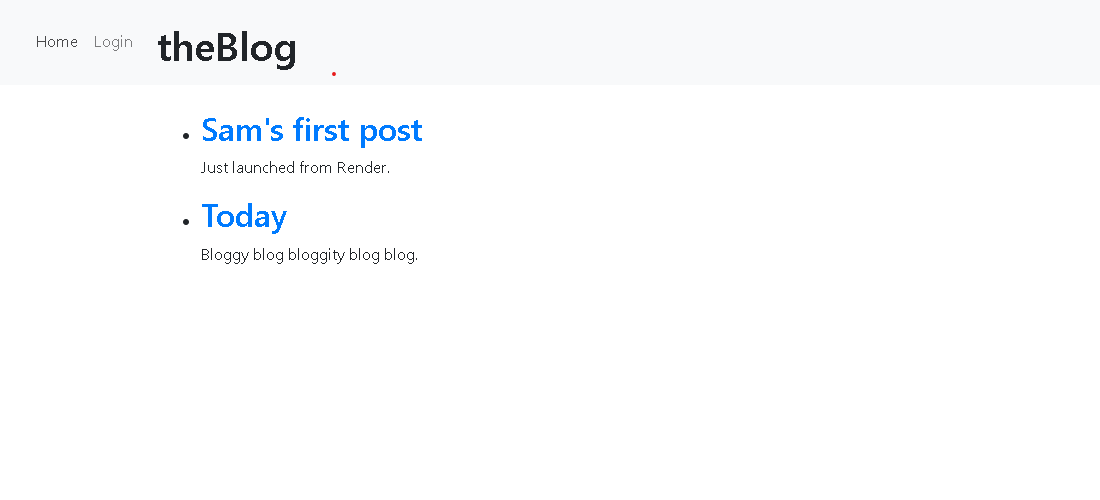 Home Login theBlog
Sam's first post
Just launched from Render.
Today
Bloggy blog bloggity blog blog.